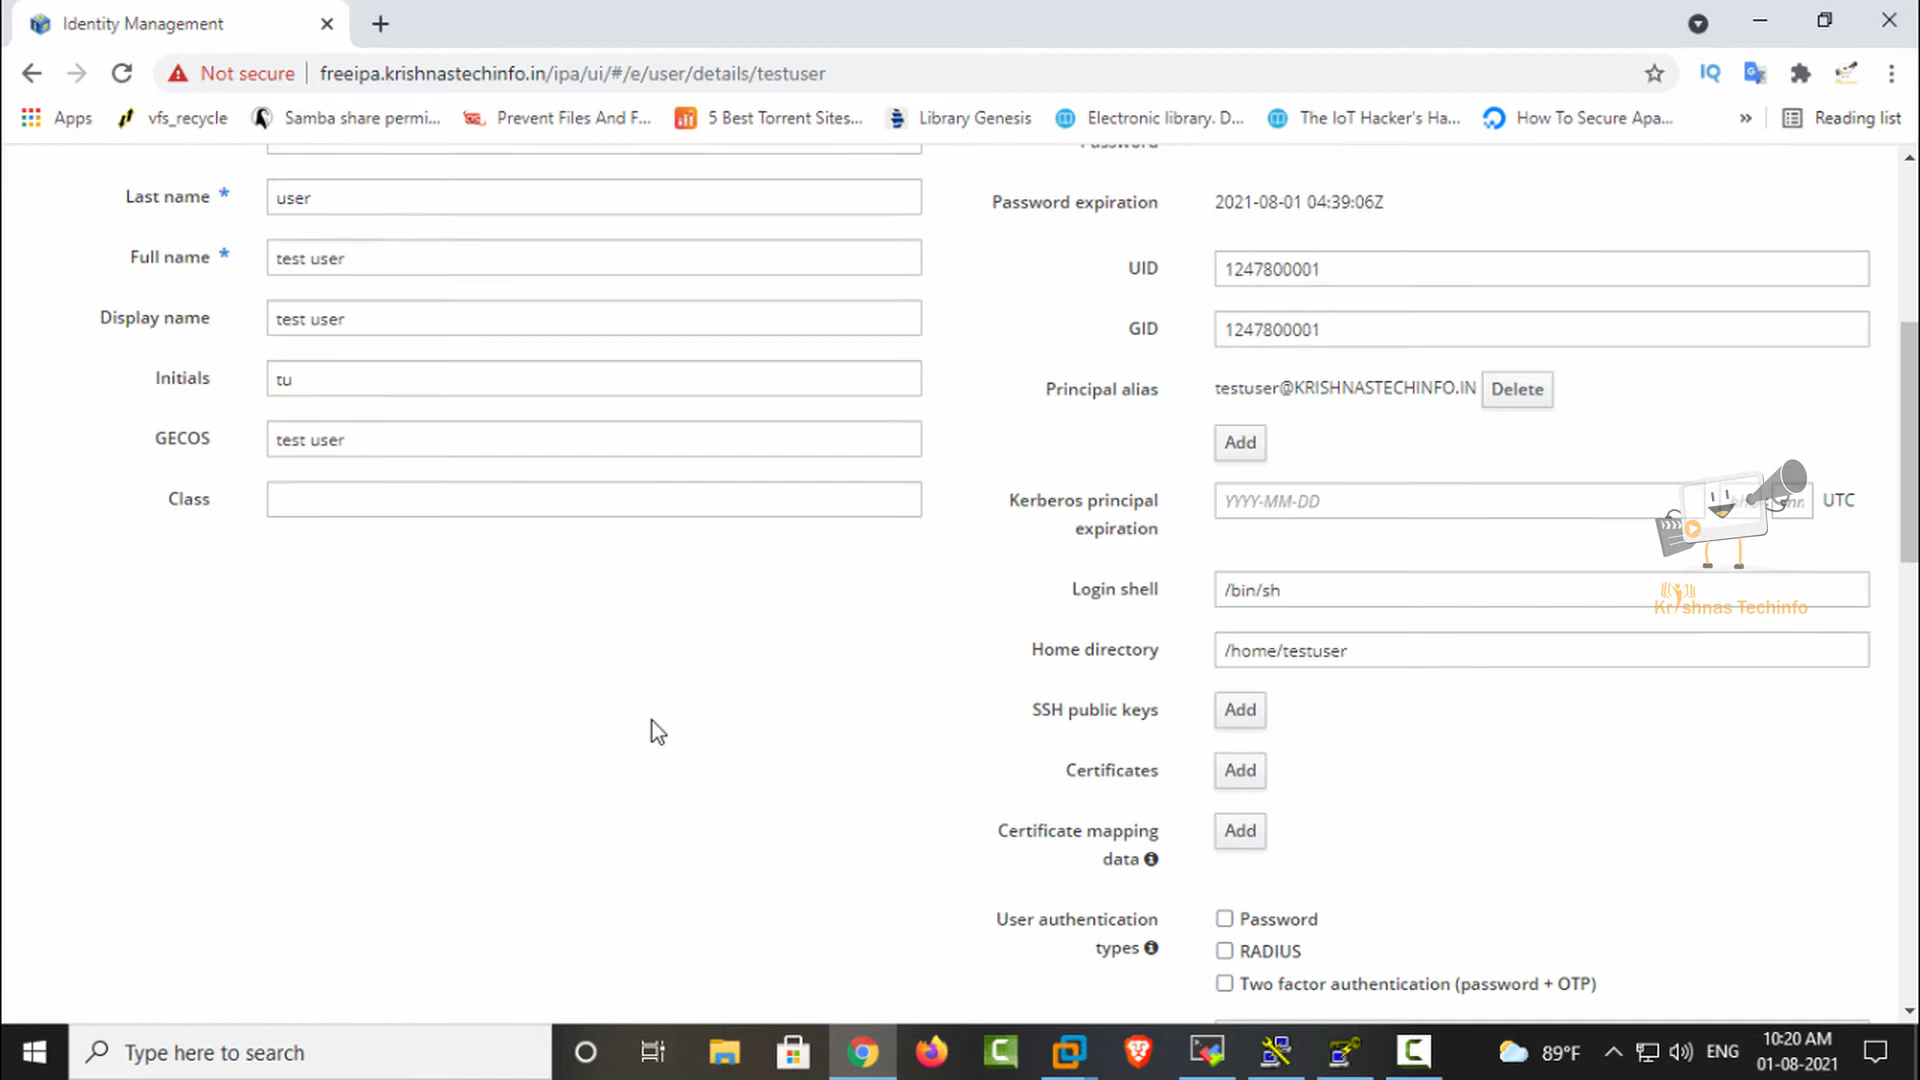 Identity Management
Not secure
freeipa.krishnastechinfo.in/ipa/ui/#/e/user/details/testuser
IQ
Apps
vfs_recycle
Samba share permi...
Prevent Files And F...
5 Best Torrent Sites...
Library Genesis
Electronic library. D...
The IoT Hacker's Ha...
How To Secure Apa...
»
Reading list
Password
Last name *
user
Full name *
test user
Display name
test user
Initials
tu
GECOS
test user
Class
Password expiration
2021-08-01 04:39:06Z
UID
1247800001
GID
1247800001
Principal alias
testuser@KRISHNASTECHINFO.IN
Delete
Add
Kerberos principal
expiration
YYYY-MM-DD
UTC
Login shell
/bin/sh
Krishnas Techinfo
Home directory
/home/testuser
SSH public keys
Add
Certificates
Add
Certificate mapping
data
Add
User authentication
types
Password
RADIUS
Two factor authentication (password + OTP)
Type here to search
89°F
ENG
10:20 AM
01-08-2021